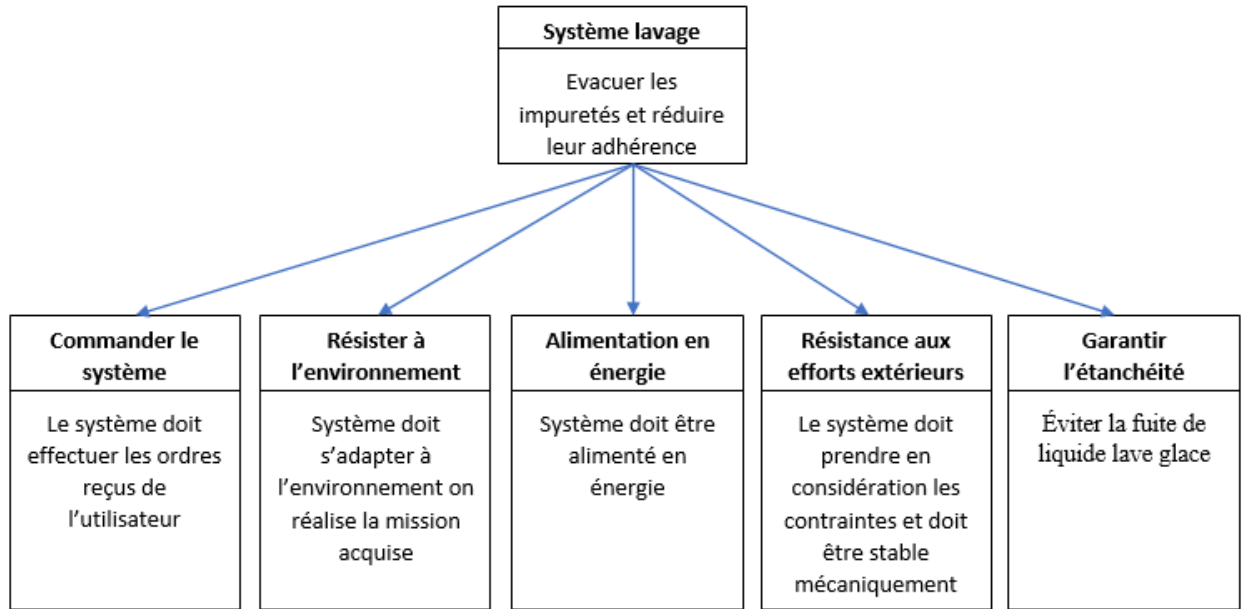 Système lavage
Evacuer les
impuretés et réduire
leur adhérence
Commander le
système
Le système doit
effectuer les ordres
reçus de
l’utilisateur
Résister à
l’environnement
Système doit
s’adapter à
l’environnement on
réalise la mission
acquise
Alimentation en
énergie
Système doit être
alimenté en
énergie
Résistance aux
efforts extérieurs
Le système doit
prendre en
considération les
contraintes et doit
être stable
mécaniquement
Garantir
l’étanchéité
Éviter la fuite de
liquide lave glace